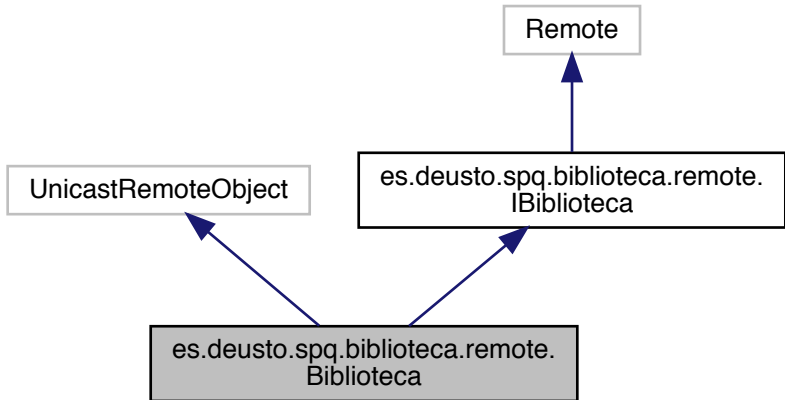 Remote
UnicastRemoteObject
es.deusto.spq.biblioteca.remote.
IBiblioteca
es.deusto.spq.biblioteca.remote.
Biblioteca